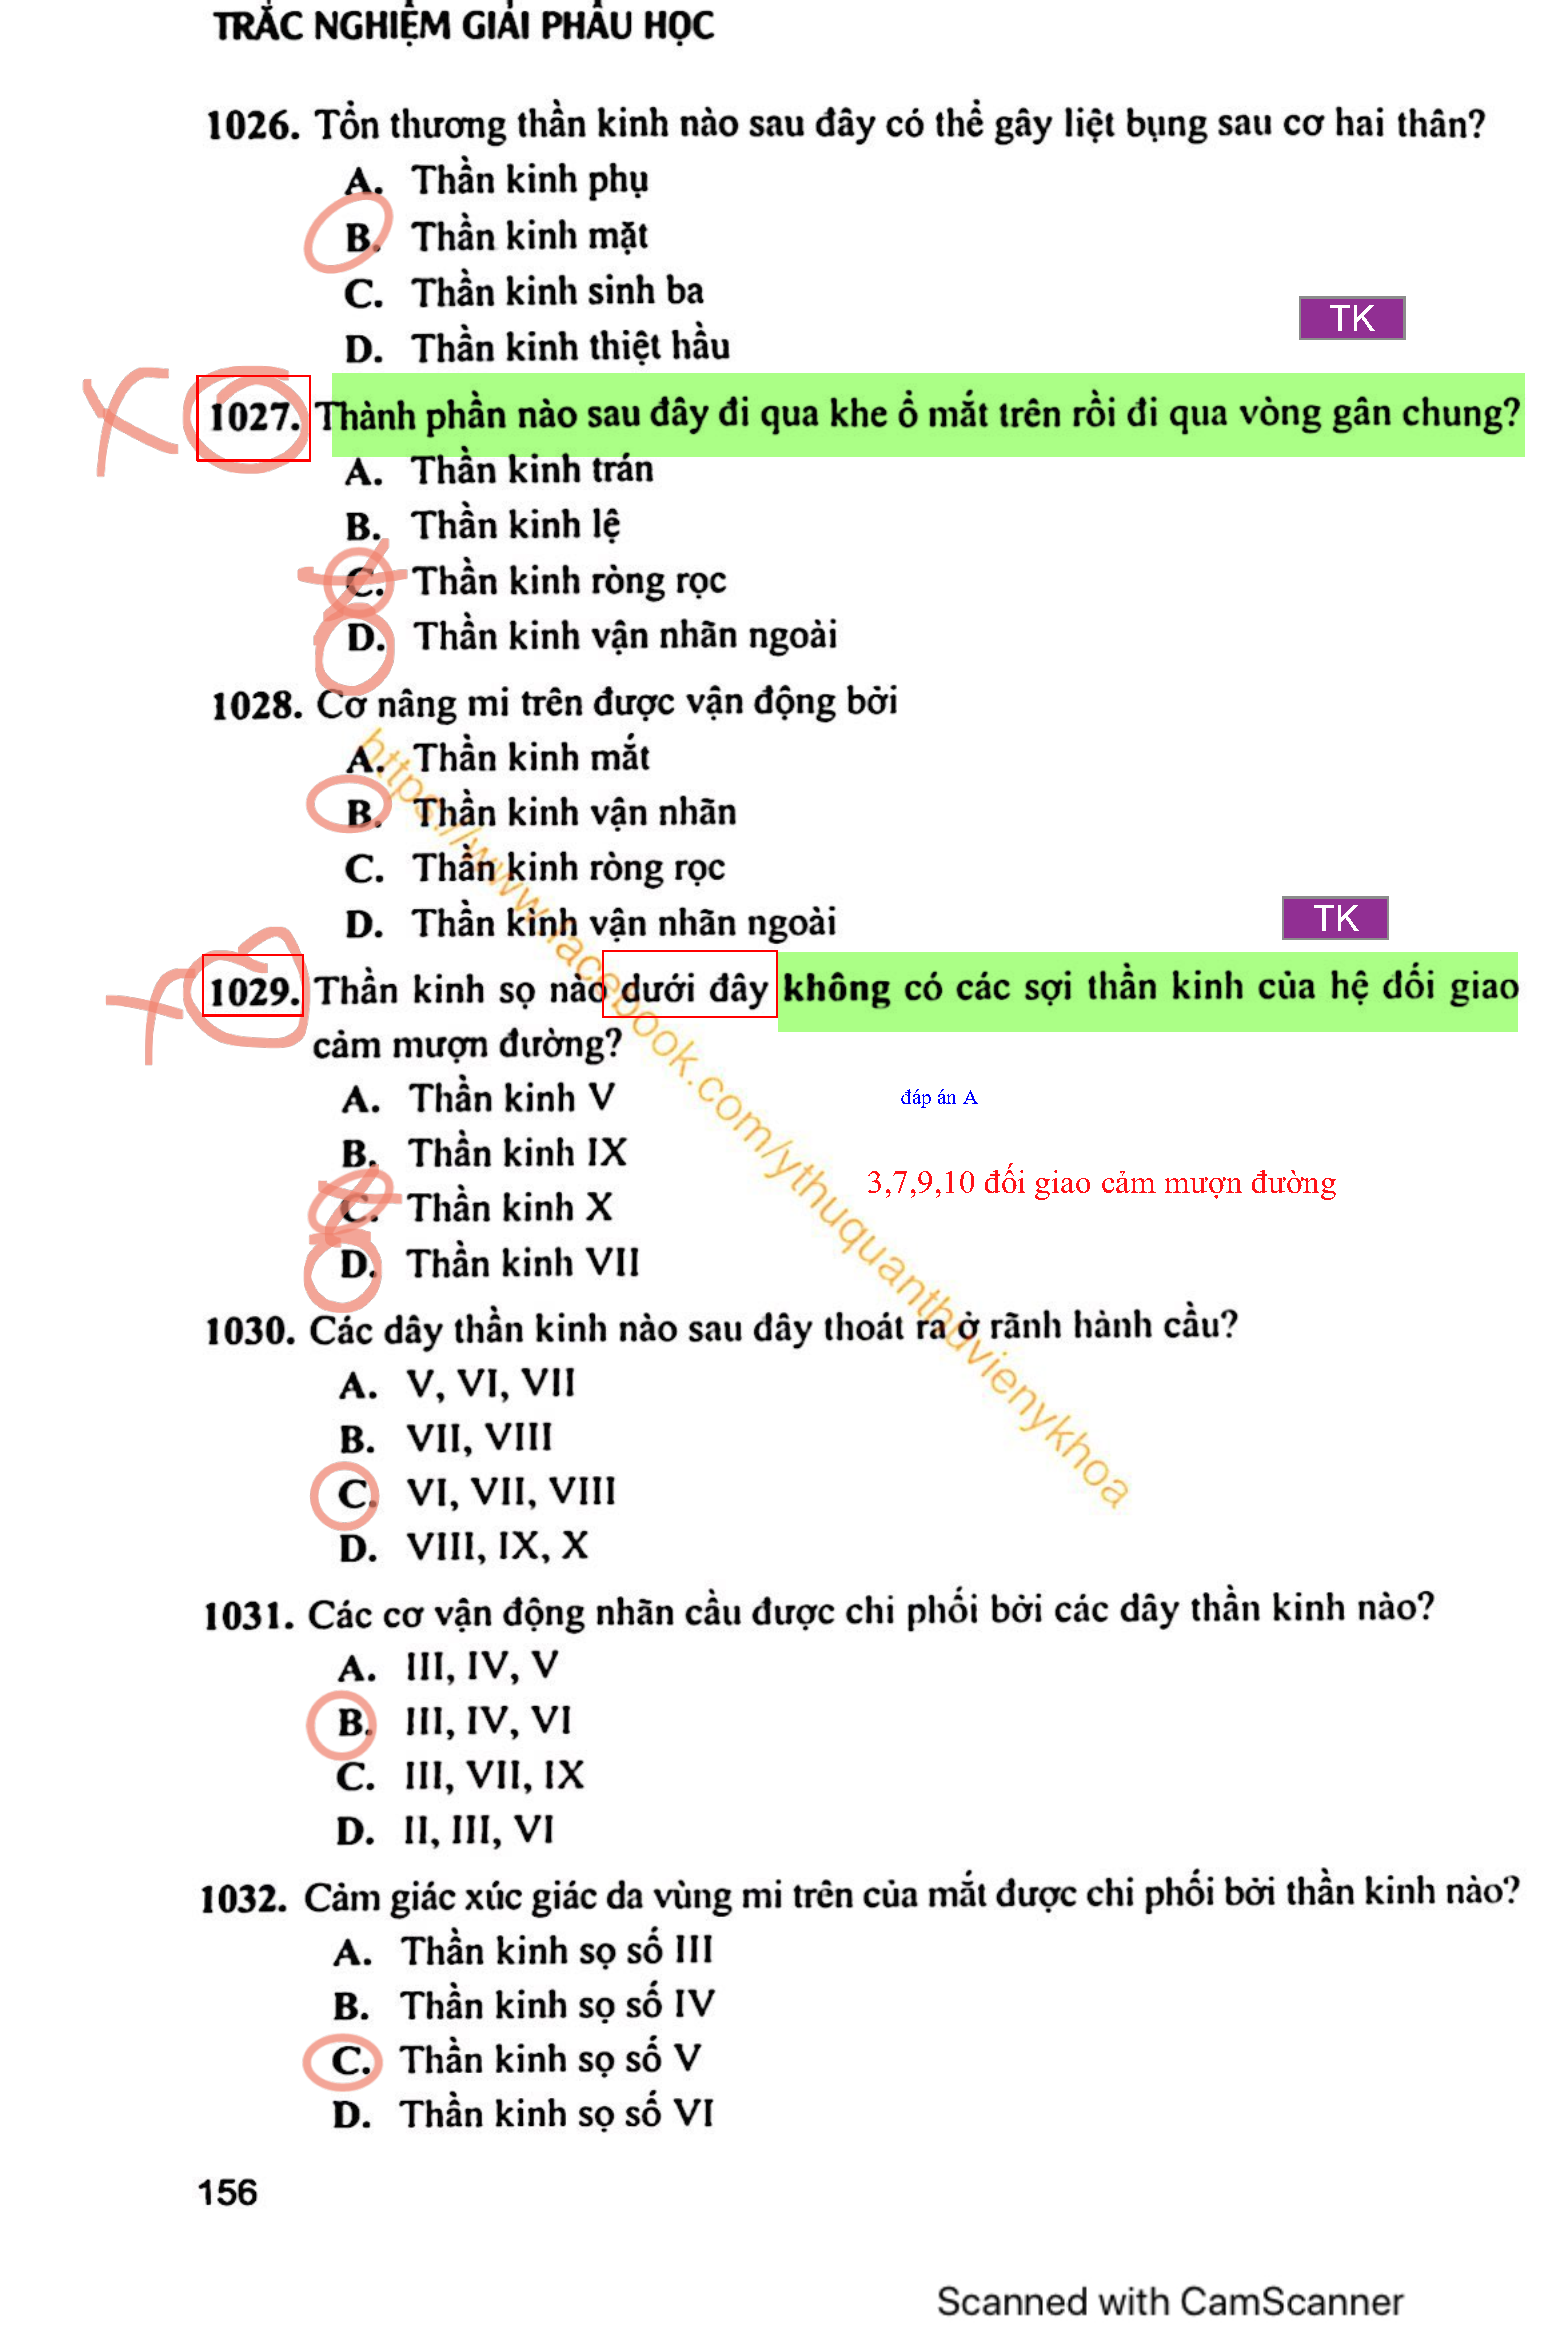 TRẮC NGHIỆM GIẢI PHẪU HỌC
1026. Tổn thương thần kinh nào sau đây có thể gây liệt bụng sau cơ hai thân?
A. Thần kinh phụ
B. Thần kinh mặt
C. Thần kinh sinh ba
D. Thần kinh thiệt hầu
TK
1027. Thành phần nào sau đây đi qua khe ổ mắt trên rồi đi qua vòng gân chung?
A. Thần kinh trán
B. Thần kinh lệ
C. Thần kinh ròng rọc
D. Thần kinh vận nhãn ngoài
1028. Cơ nâng mi trên được vận động bởi
A. Thần kinh mắt
B. Thần kinh vận nhãn
C. Thần kinh ròng rọc
D. Thần kinh vận nhãn ngoài
TK
1029. Thần kinh sọ nào dưới đây không có các sợi thần kinh của hệ đối giao
cảm mượn đường?
A. Thần kinh V
đáp án A
B. Thần kinh IX
3,7,9,10 đối giao cảm mượn đường
C. Thần kinh X
D. Thần kinh VII
https://www.facebook.com/ythuquanthuvienykhoa
1030. Các dây thần kinh nào sau đây thoát ra ở rãnh hành cầu?
A. V, VI, VII
B. VII, VIII
C. VI, VII, VIII
D. VIII, IX, X
1031. Các cơ vận động nhãn cầu được chi phối bởi các dây thần kinh nào?
A. III, IV, V
B. III, IV, VI
C. III, VII, IX
D. II, III, VI
1032. Cảm giác xúc giác da vùng mi trên của mắt được chi phối bởi thần kinh nào?
A. Thần kinh sọ số III
B. Thần kinh sọ số IV
C. Thần kinh sọ số V
D. Thần kinh sọ số VI
156
Scanned with CamScanner